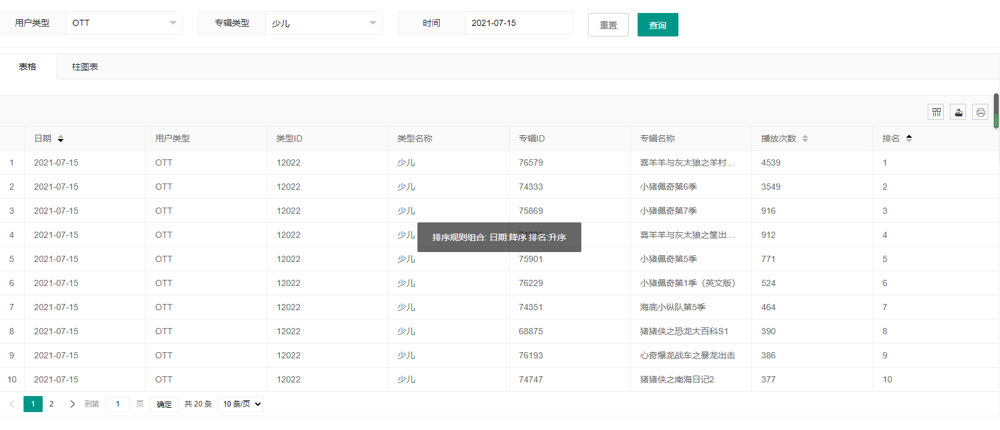 用户类型 OTT 专辑类型 少儿 时间 2021-07-15 重置 查询
表格 柱图表
日期 用户类型 类型ID 类型名称 专辑ID 专辑名称 播放次数 排名
1 2021-07-15 OTT 12022 少儿 76579 喜羊羊与灰太狼之羊村… 4539 1
2 2021-07-15 OTT 12022 少儿 74333 小猪佩奇第6季 3549 2
3 2021-07-15 OTT 12022 少儿 75869 小猪佩奇第7季 916 3
4 2021-07-15 OTT 12022 少儿 喜羊羊与灰太狼之筐出… 912 4
排序规则组合: 日期:降序 排名:升序
5 2021-07-15 OTT 12022 少儿 75901 小猪佩奇第5季 771 5
6 2021-07-15 OTT 12022 少儿 76229 小猪佩奇第1季（英文版） 524 6
7 2021-07-15 OTT 12022 少儿 74351 海底小纵队第5季 464 7
8 2021-07-15 OTT 12022 少儿 68875 猪猪侠之恐龙大百科S1 390 8
9 2021-07-15 OTT 12022 少儿 76193 心奇爆龙战车之暴龙出击 386 9
10 2021-07-15 OTT 12022 少儿 74747 猪猪侠之南海日记2 377 10
1 2 到第 1 页 确定 共 20 条 10 条/页